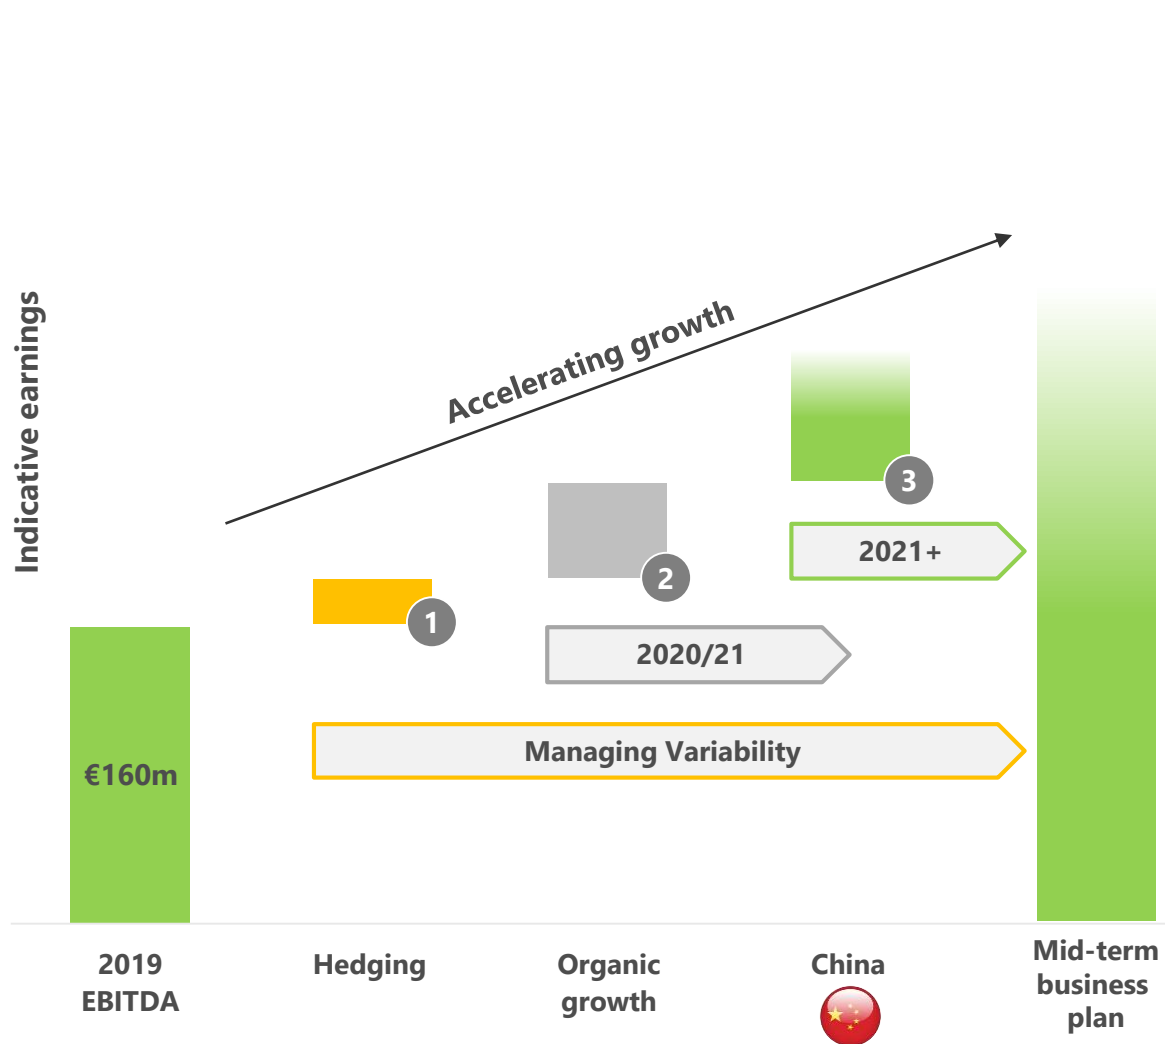 Indicative earnings
Accelerating growth
3
2021+
2
1
2020/21
Managing Variability
€160m
2019
EBITDA
Hedging
Organic
growth
China
Mid-term
business
plan